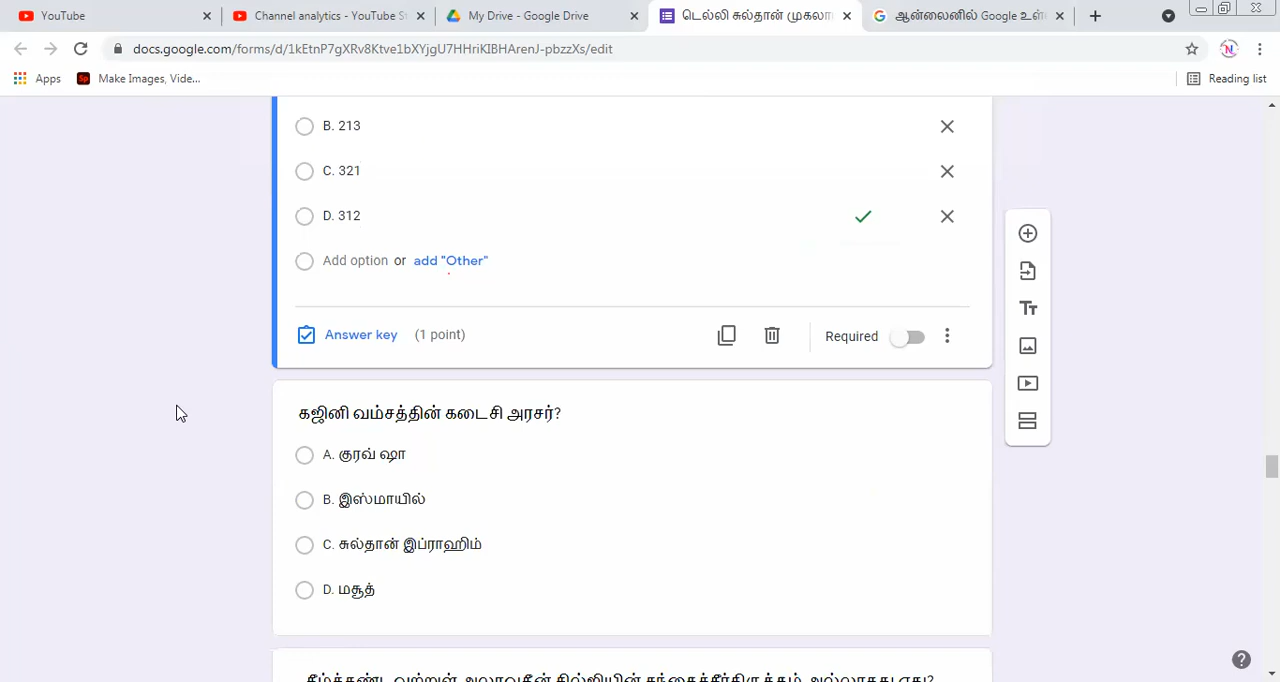 YouTube
Channel analytics - YouTube
My Drive - Google Drive
டெல்லி சுல்தான் முகலா
ஆன்லைனில் Google உள்
docs.google.com/forms/d/1kEtnP7gXRv8Ktve1bXYjgU7HHriKIBHArenJ-pbzzXs/edit
Apps
Make Images, Vide...
Reading list
B. 213
C. 321
D. 312
Add option or add "Other"
Answer key (1 point)
Required
கஜினி வம்சத்தின் கடைசி அரசர்?
A. குரவ் ஷா
B. இஸ்மாயில்
C. சுல்தான் இப்ராஹிம்
D. மசூத்